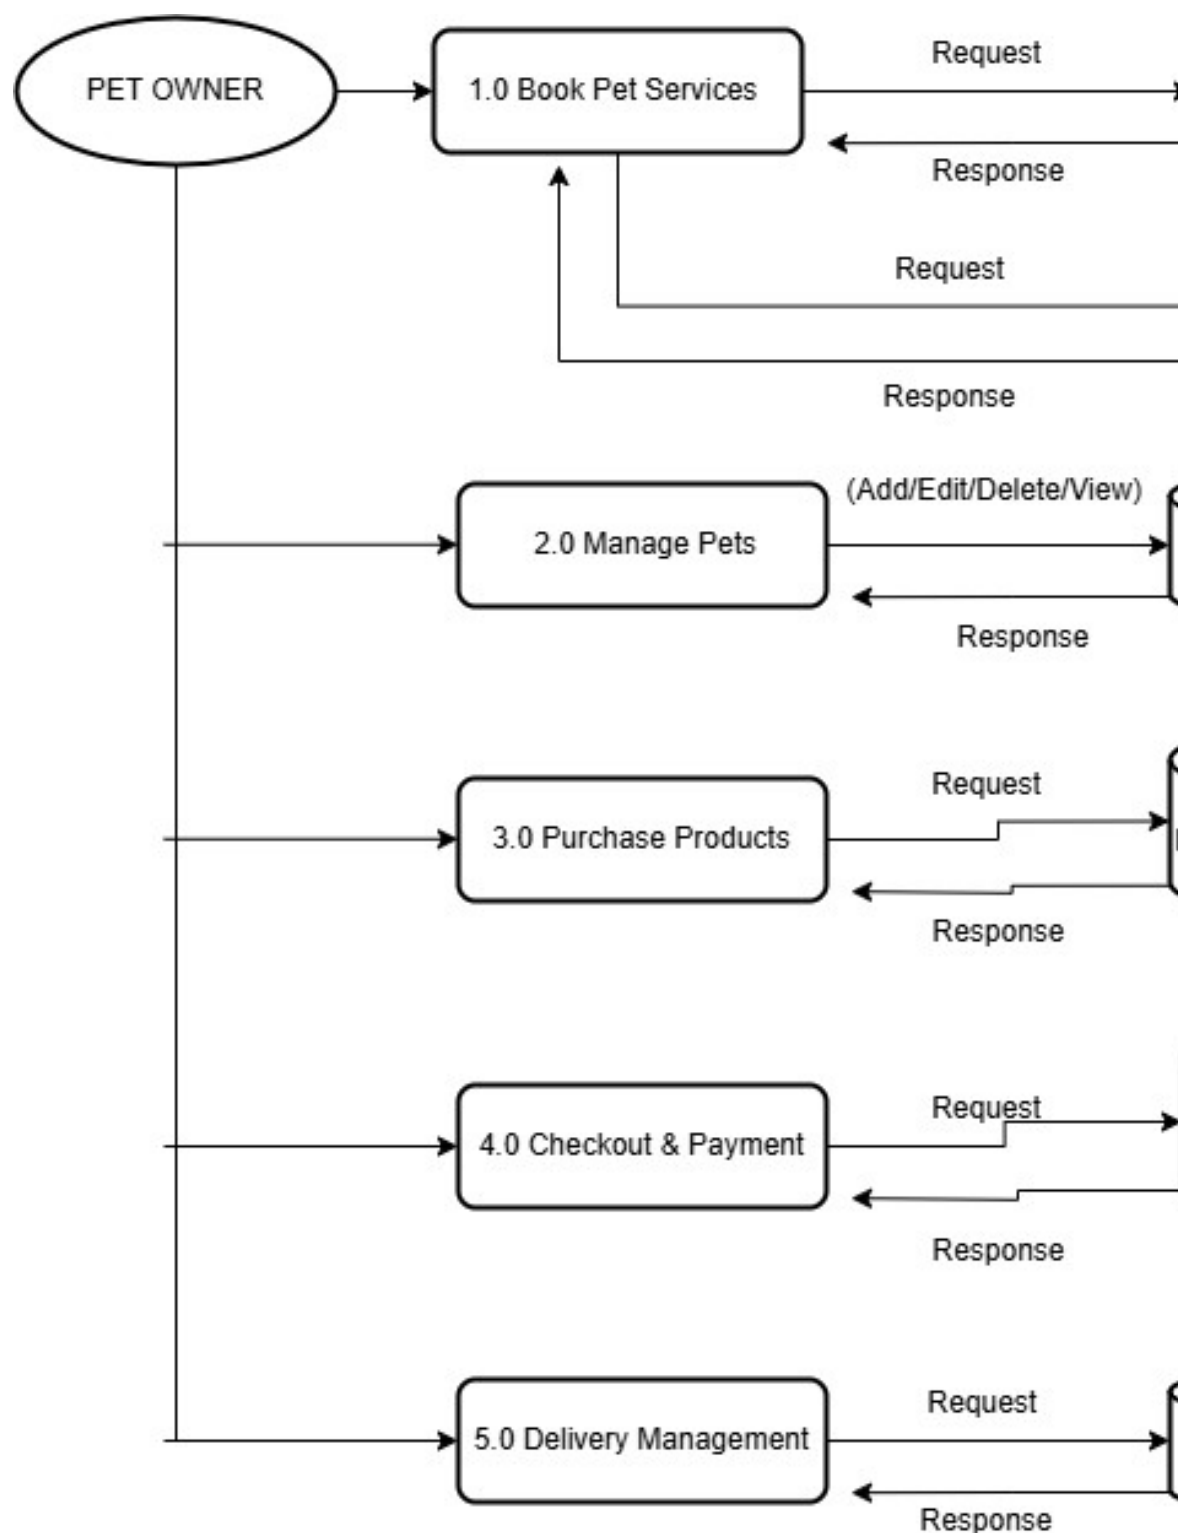 PET OWNER
1.0 Book Pet Services
Request
Response
Request
Response
2.0 Manage Pets
(Add/Edit/Delete/View)
Response
3.0 Purchase Products
Request
Response
4.0 Checkout & Payment
Request
Response
5.0 Delivery Management
Request
Response